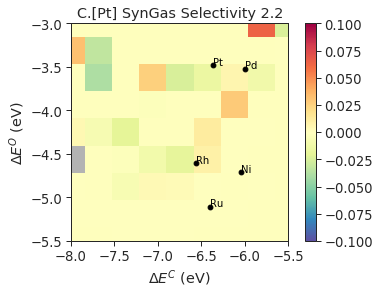 C.[Pt] SynGas Selectivity 2.2
−3.0
−3.5
−4.0
−4.5
−5.0
−5.5
ΔE^O (eV)
Pt
Pd
Rh
Ni
Ru
−8.0 −7.5 −7.0 −6.5 −6.0 −5.5
ΔE^C (eV)
0.100
0.075
0.050
0.025
0.000
−0.025
−0.050
−0.075
−0.100